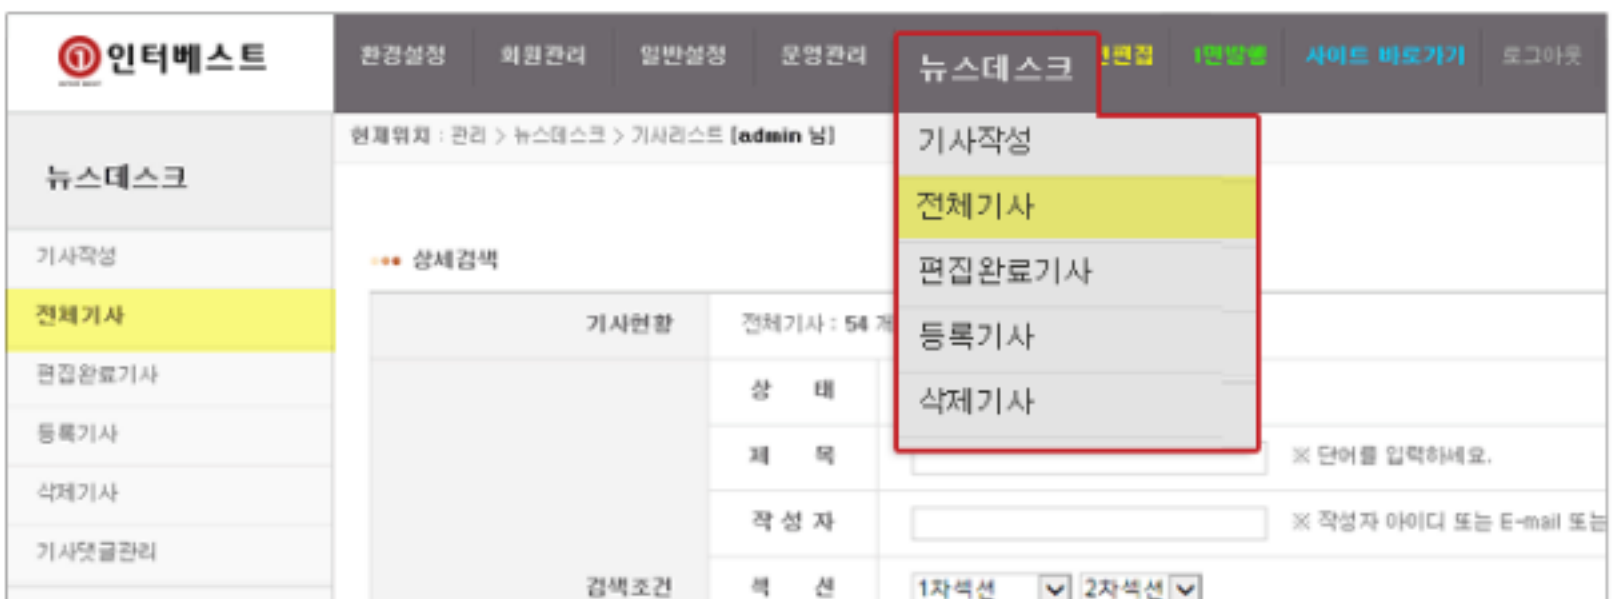 인터베스트
환경설정 회원관리 일반설정 운영관리 뉴스데스크 면편집 1면발행 사이트 바로가기 로그아웃
현재위치 : 관리 > 뉴스데스크 > 기사리스트 [admin 님]
뉴스데스크
기사작성
전체기사
편집완료기사
등록기사
삭제기사
기사댓글관리
기사작성
전체기사
편집완료기사
등록기사
삭제기사
상세검색
기사현황 전체기사 : 54 개
검색조건
상 태
제 목 ※ 단어를 입력하세요.
작 성 자 ※ 작성자 아이디 또는 E-mail 또는
섹 션 1차섹션 2차섹션